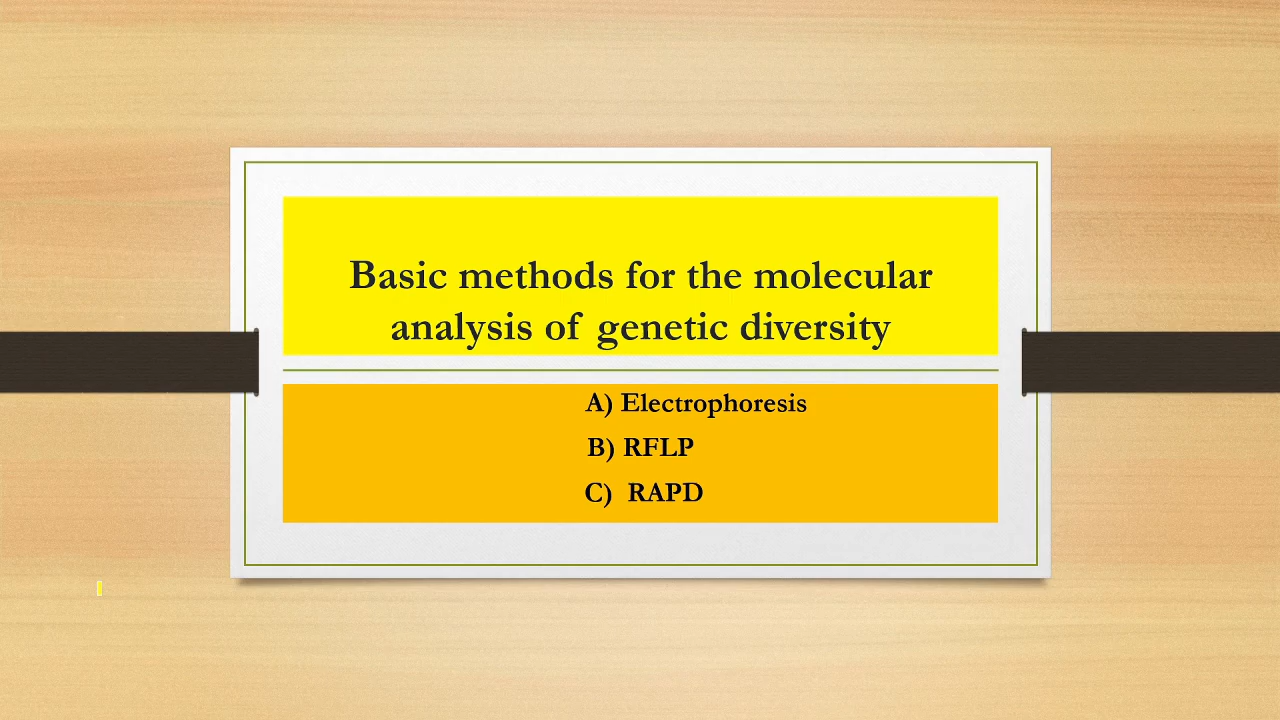 Basic methods for the molecular
analysis of genetic diversity
A) Electrophoresis
B) RFLP
C) RAPD